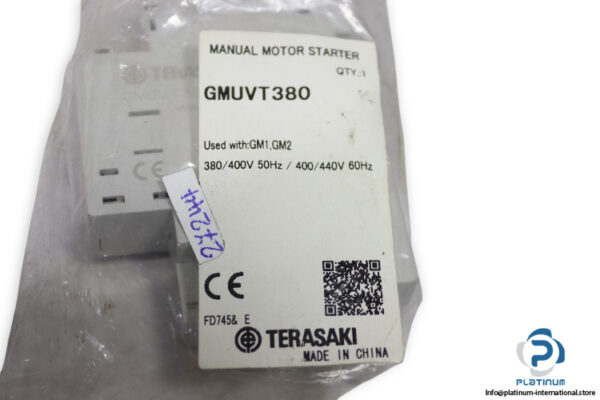 MANUAL MOTOR STARTER
QTY.:1
GMUVT380
Used with:GM1,GM2
380/400V 50Hz / 400/440V 60Hz
272744
CE
FD745& E
TERASAKI
MADE IN CHINA
TERASAKI
CE
PLATINUM
Info@platinum-international.store